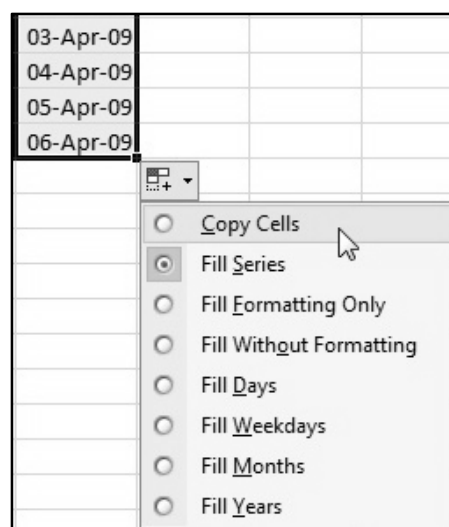 03-Apr-09
04-Apr-09
05-Apr-09
06-Apr-09
Copy Cells
Fill Series
Fill Formatting Only
Fill Without Formatting
Fill Days
Fill Weekdays
Fill Months
Fill Years